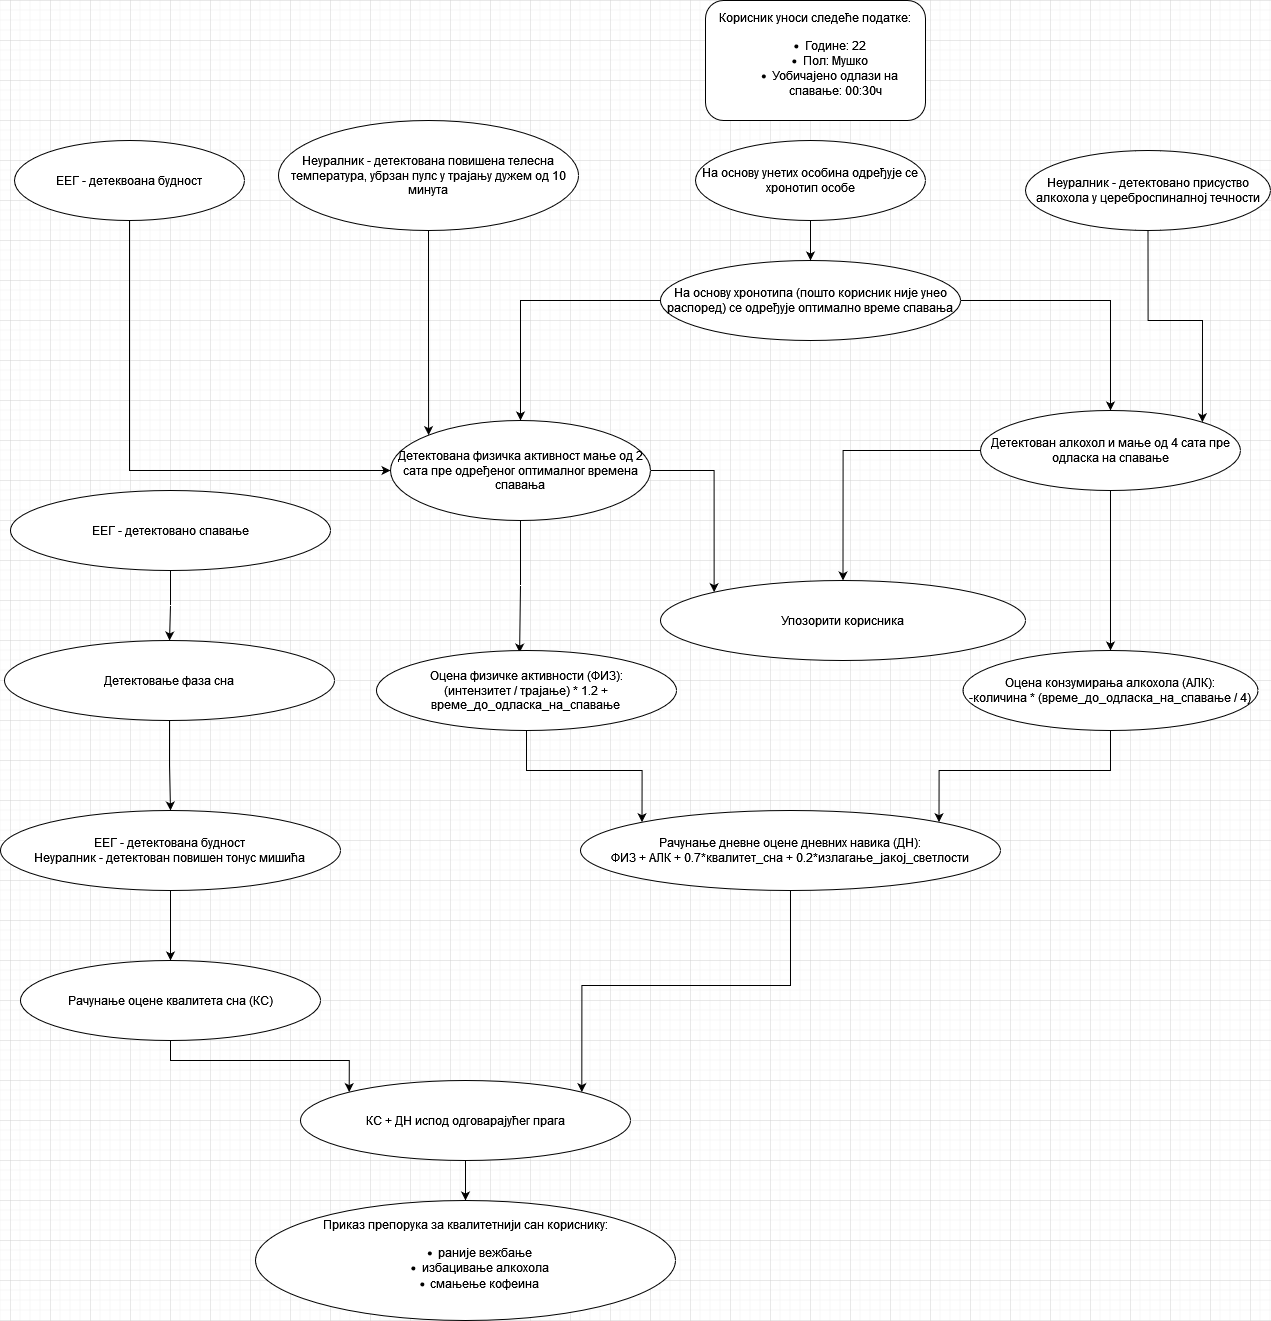 Корисник уноси следеће податке:
• Године: 22
• Пол: Мушко
• Уобичајено одлази на
спавање: 00:30ч
ЕЕГ - детеквоана будност
Неуралник - детектована повишена телесна
температура, убрзан пулс у трајању дужем од 10
минута
На основу унетих особина одређује се
хронотип особе
Неуралник - детектовано присуство
алкохола у цереброспиналној течности
На основу хронотипа (пошто корисник није унео
распоред) се одређује оптимално време спавања
Детектована физичка активност мање од 2
сата пре одређеног оптималног времена
спавања
Детектован алкохол и мање од 4 сата пре
одласка на спавање
ЕЕГ - детектовано спавање
Упозорити корисника
Детектовање фаза сна
Оцена физичке активности (ФИЗ):
(интензитет / трајање) * 1.2 +
време_до_одласка_на_спавање
Оцена конзумирања алкохола (АЛК):
-количина * (време_до_одласка_на_спавање / 4)
ЕЕГ - детектована будност
Неуралник - детектован повишен тонус мишића
Рачунање дневне оцене дневних навика (ДН):
ФИЗ + АЛК + 0.7*квалитет_сна + 0.2*излагање_јакој_светлости
Рачунање оцене квалитета сна (КС)
КС + ДН испод одговарајућег прага
Приказ препорука за квалитетнији сан кориснику:
• раније вежбање
• избацивање алкохола
• смањење кофеина